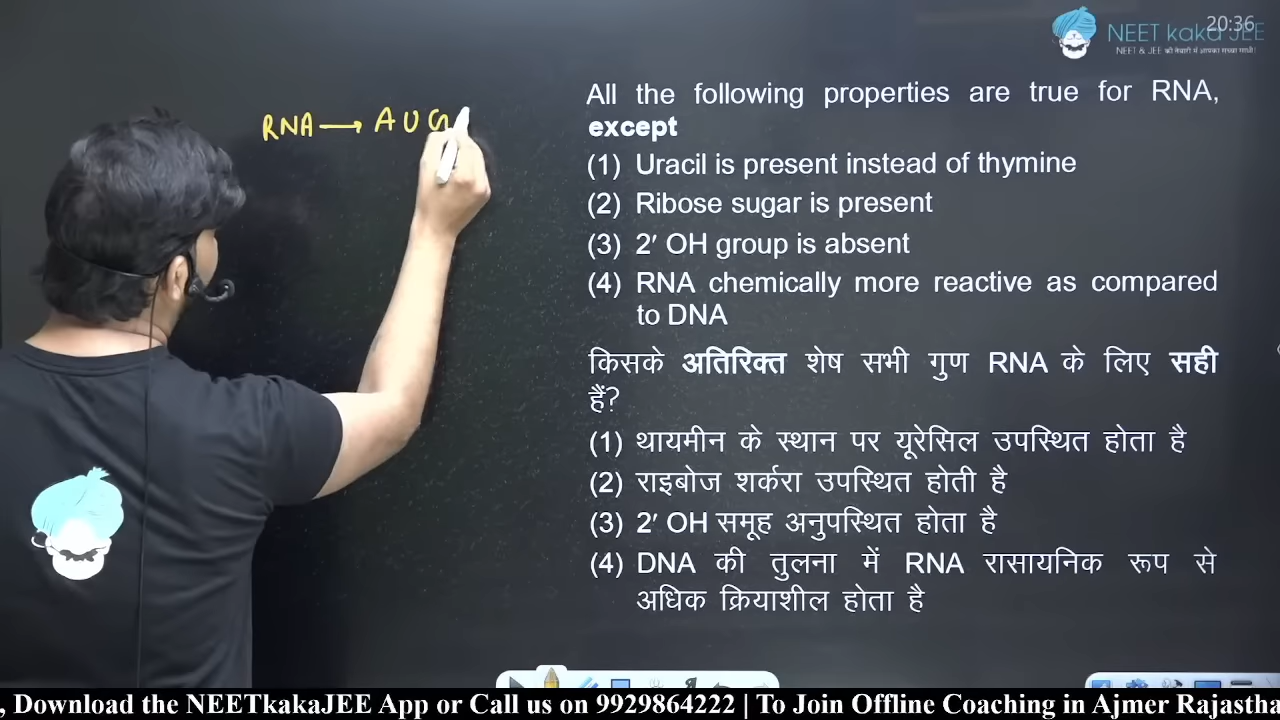 20:36
NEET kaka JEE
NEET & JEE की तैयारी में आपका सच्चा साथी!
RNA → A U G
All the following properties are true for RNA,
except
(1) Uracil is present instead of thymine
(2) Ribose sugar is present
(3) 2′ OH group is absent
(4) RNA chemically more reactive as compared
to DNA
किसके अतिरिक्त शेष सभी गुण RNA के लिए सही
हैं?
(1) थायमीन के स्थान पर यूरेसिल उपस्थित होता है
(2) राइबोज शर्करा उपस्थित होती है
(3) 2′ OH समूह अनुपस्थित होता है
(4) DNA की तुलना में RNA रासायनिक रूप से
अधिक क्रियाशील होता है
, Download the NEETkakaJEE App or Call us on 9929864222 | To Join Offline Coaching in Ajmer Rajastha